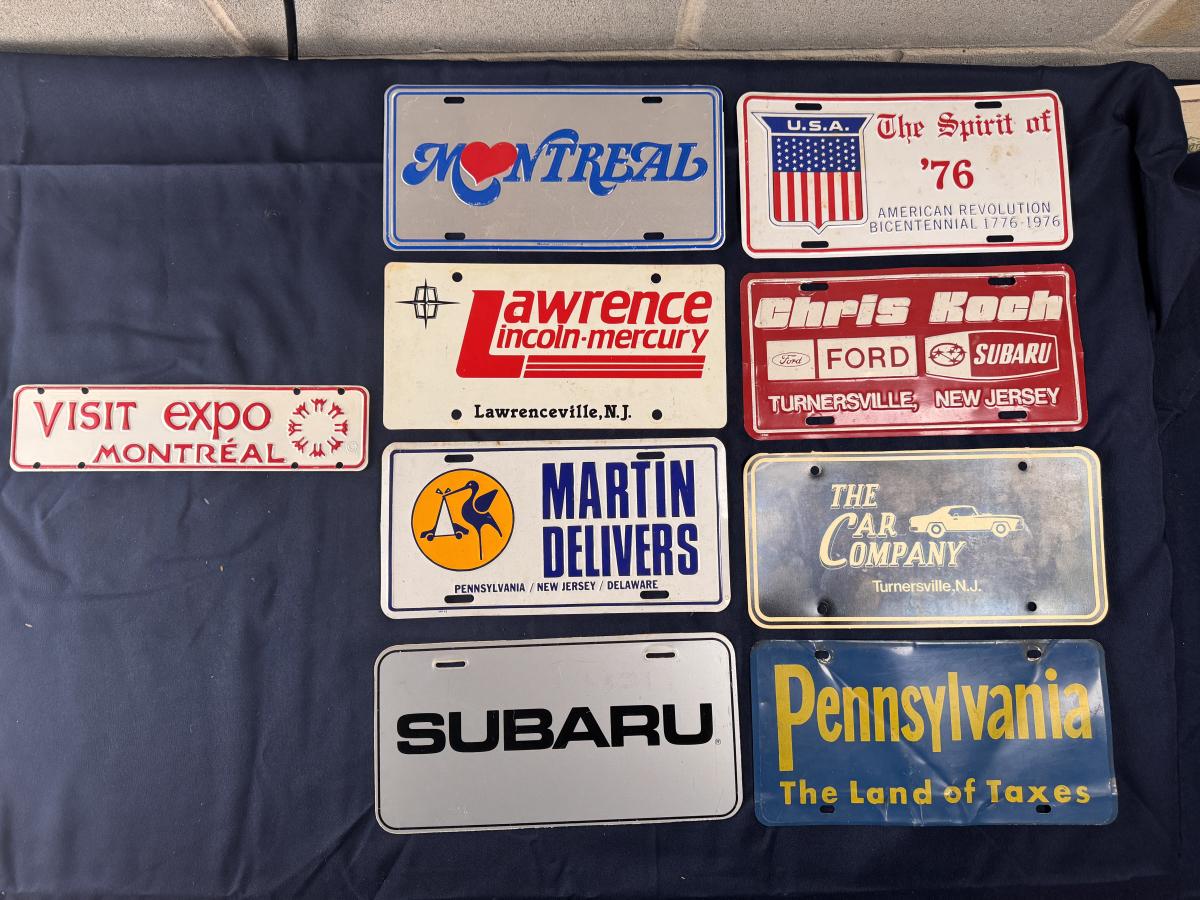 VISIT expo
MONTRÉAL
©
MONTREAL
U.S.A.
The Spirit of
'76
AMERICAN REVOLUTION
BICENTENNIAL 1776-1976
Lawrence
Lincoln-mercury
Lawrenceville, N.J.
Chris Koch
Ford
FORD
SUBARU
TURNERSVILLE, NEW JERSEY
MARTIN
DELIVERS
PENNSYLVANIA / NEW JERSEY / DELAWARE
THE
CAR
COMPANY
Turnersville, N.J.
SUBARU®
Pennsylvania
The Land of Taxes